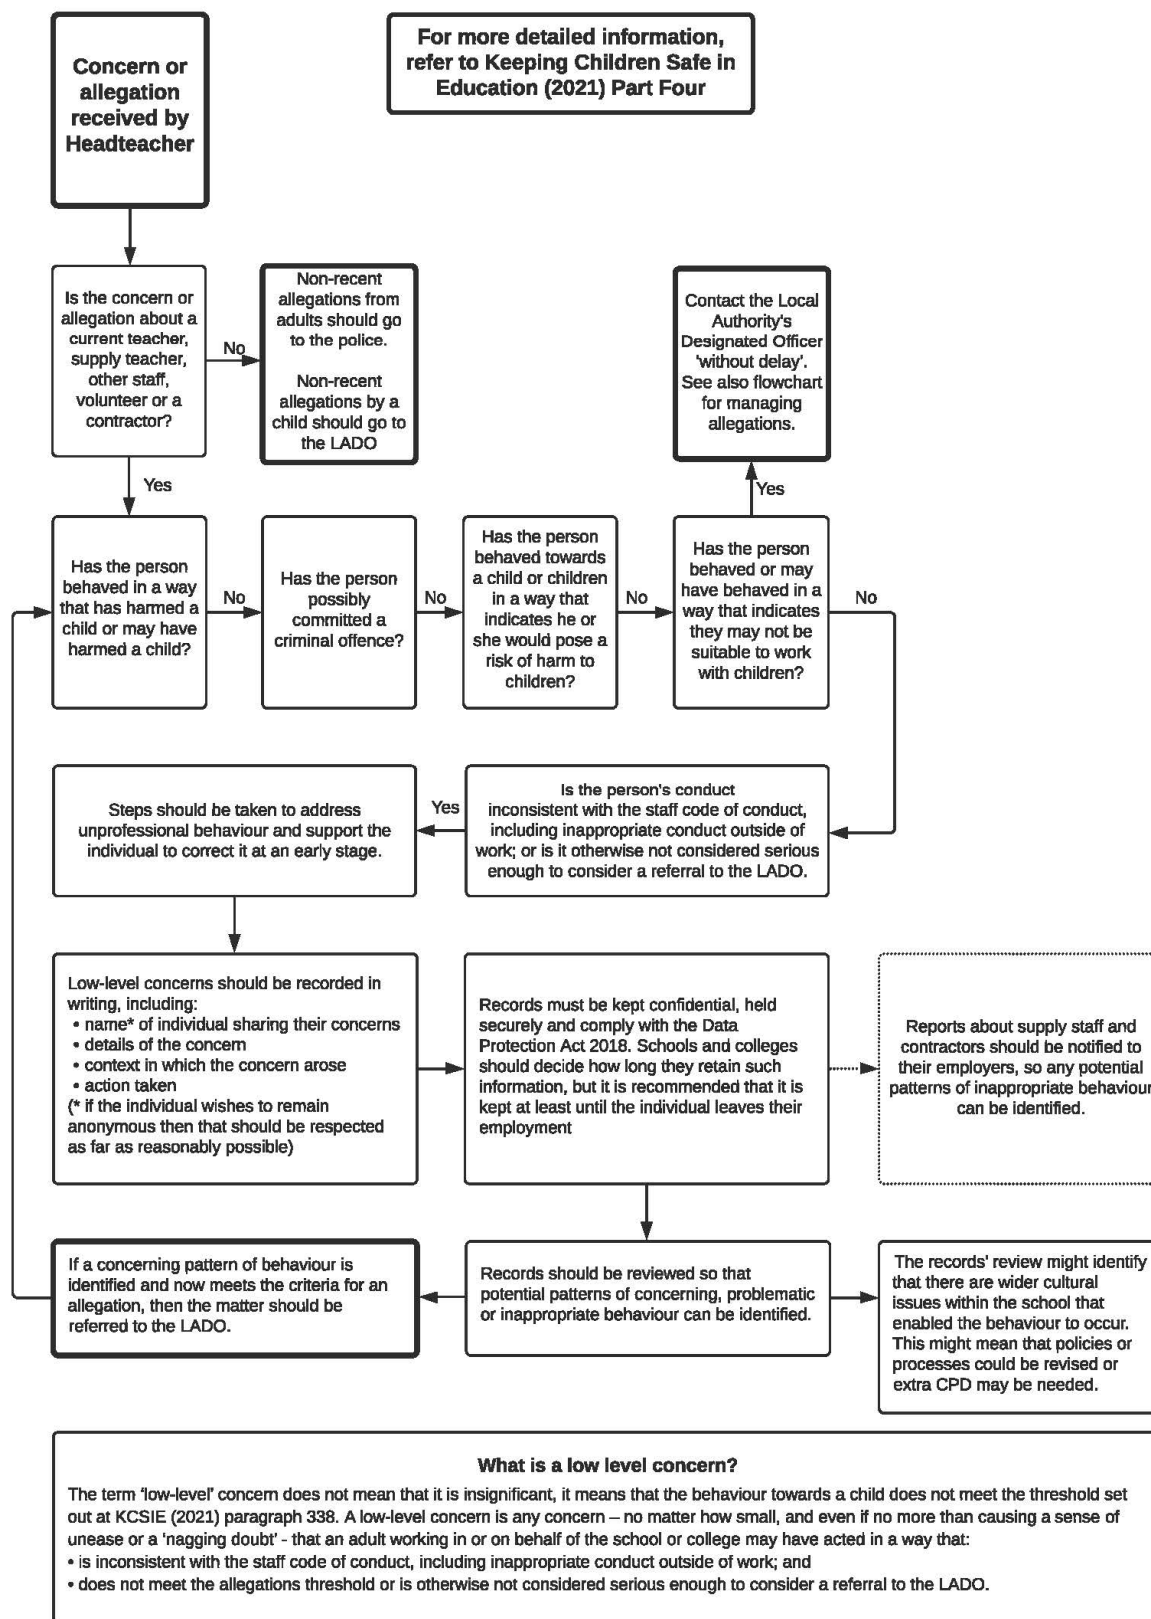 Concern or
allegation
received by
Headteacher
For more detailed information,
refer to Keeping Children Safe in
Education (2021) Part Four
Is the concern or
allegation about a
current teacher,
supply teacher,
other staff,
volunteer or a
contractor?
No
Non-recent
allegations from
adults should go
to the police.
Non-recent
allegations by a
child should go to
the LADO
Contact the Local
Authority's
Designated Officer
'without delay'.
See also flowchart
for managing
allegations.
Yes
Yes
Has the person
behaved in a way
that has harmed a
child or may have
harmed a child?
No
Has the person
possibly
committed a
criminal offence?
No
Has the person
behaved towards
a child or children
in a way that
indicates he or
she would pose a
risk of harm to
children?
No
Has the person
behaved or may
have behaved in a
way that indicates
they may not be
suitable to work
with children?
No
Is the person's conduct
inconsistent with the staff code of conduct,
including inappropriate conduct outside of
work; or is it otherwise not considered serious
enough to consider a referral to the LADO.
Yes
Steps should be taken to address
unprofessional behaviour and support the
individual to correct it at an early stage.
Low-level concerns should be recorded in
writing, including:
• name* of individual sharing their concerns
• details of the concern
• context in which the concern arose
• action taken
(* if the individual wishes to remain
anonymous then that should be respected
as far as reasonably possible)
Records must be kept confidential, held
securely and comply with the Data
Protection Act 2018. Schools and colleges
should decide how long they retain such
information, but it is recommended that it is
kept at least until the individual leaves their
employment
Reports about supply staff and
contractors should be notified to
their employers, so any potential
patterns of inappropriate behaviour
can be identified.
If a concerning pattern of behaviour is
identified and now meets the criteria for an
allegation, then the matter should be
referred to the LADO.
Records should be reviewed so that
potential patterns of concerning, problematic
or inappropriate behaviour can be identified.
The records' review might identify
that there are wider cultural
issues within the school that
enabled the behaviour to occur.
This might mean that policies or
processes could be revised or
extra CPD may be needed.
What is a low level concern?
The term 'low-level' concern does not mean that it is insignificant, it means that the behaviour towards a child does not meet the threshold set
out at KCSIE (2021) paragraph 338. A low-level concern is any concern – no matter how small, and even if no more than causing a sense of
unease or a 'nagging doubt' - that an adult working in or on behalf of the school or college may have acted in a way that:
• is inconsistent with the staff code of conduct, including inappropriate conduct outside of work; and
• does not meet the allegations threshold or is otherwise not considered serious enough to consider a referral to the LADO.